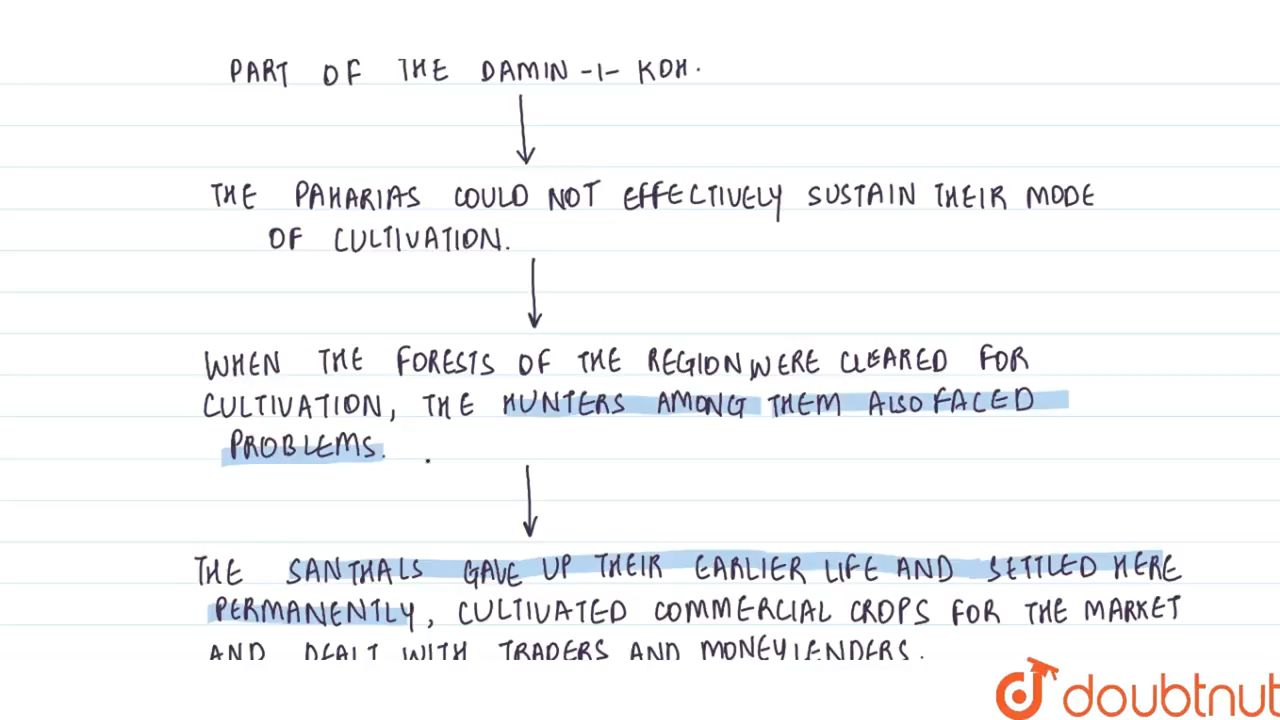 PART OF THE DAMIN-I-KOH.
THE PAHARIAS COULD NOT EFFECTIVELY SUSTAIN THEIR MODE
OF CULTIVATION.
WHEN THE FORESTS OF THE REGION WERE CLEARED FOR
CULTIVATION, THE HUNTERS AMONG THEM ALSO FACED
PROBLEMS.
THE SANTHALS GAVE UP THEIR EARLIER LIFE AND SETTLED HERE
PERMANENTLY, CULTIVATED COMMERCIAL CROPS FOR THE MARKET
AND DEALT WITH TRADERS AND MONEYLENDERS.
doubtnut